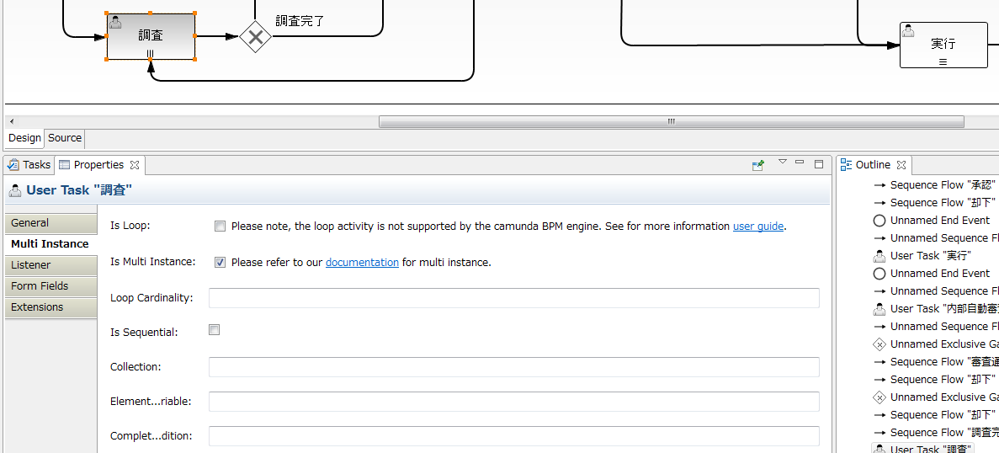 調査完了
調査
実行
Design
Source
Tasks
Properties
Outline
User Task "調査"
General
Multi Instance
Listener
Form Fields
Extensions
Is Loop:
Please note, the loop activity is not supported by the camunda BPM engine. See for more information user guide.
Is Multi Instance:
Please refer to our documentation for multi instance.
Loop Cardinality:
Is Sequential:
Collection:
Element...riable:
Complet...dition:
Sequence Flow "承認"
Sequence Flow "却下"
Unnamed End Event
Unnamed Sequence Fl
User Task "実行"
Unnamed End Event
Unnamed Sequence Fl
User Task "内部自動審査
Unnamed Sequence Fl
Unnamed Exclusive Ga
Sequence Flow "審査通
Sequence Flow "却下"
Unnamed Exclusive Ga
Sequence Flow "却下"
Sequence Flow "調査完
User Task "調査"